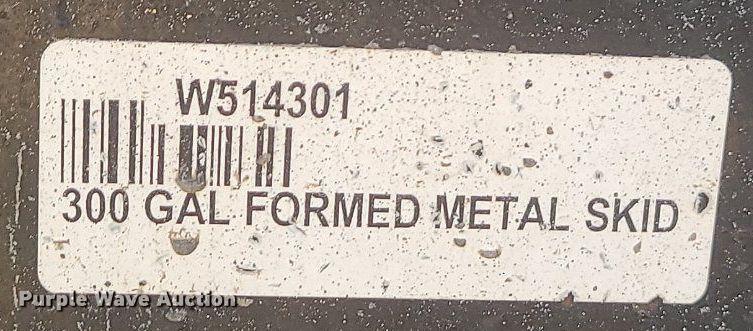 W514301
300 GAL FORMED METAL SKID
Purple Wave Auction